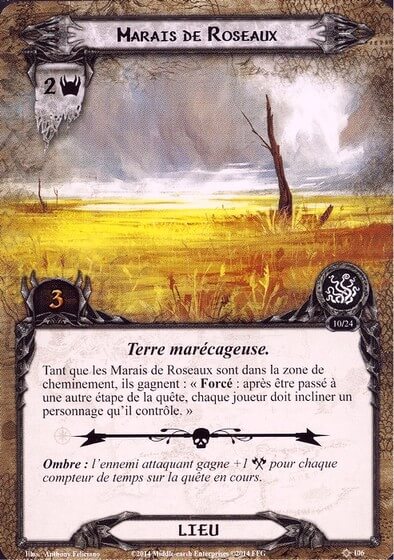 MARAIS DE ROSEAUX
2
3
10/24
Terre marécageuse.
Tant que les Marais de Roseaux sont dans la zone de
cheminement, ils gagnent : « Forcé : après être passé à
une autre étape de la quête, chaque joueur doit incliner un
personnage qu'il contrôle. »
Ombre : l'ennemi attaquant gagne +1 pour chaque
compteur de temps sur la quête en cours.
LIEU
Illus. Anthony Feliciano ©2014 Middle-earth Enterprises ©2014 FFG 106